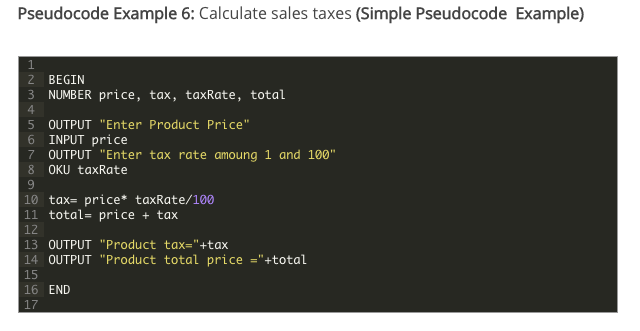 Pseudocode Example 6: Calculate sales taxes (Simple Pseudocode  Example)
1
2 BEGIN
3 NUMBER price, tax, taxRate, total
4
5 OUTPUT "Enter Product Price"
6 INPUT price
7 OUTPUT "Enter tax rate amoung 1 and 100"
8 OKU taxRate
9
10 tax= price* taxRate/100
11 total= price + tax
12
13 OUTPUT "Product tax="+tax
14 OUTPUT "Product total price ="+total
15
16 END
17